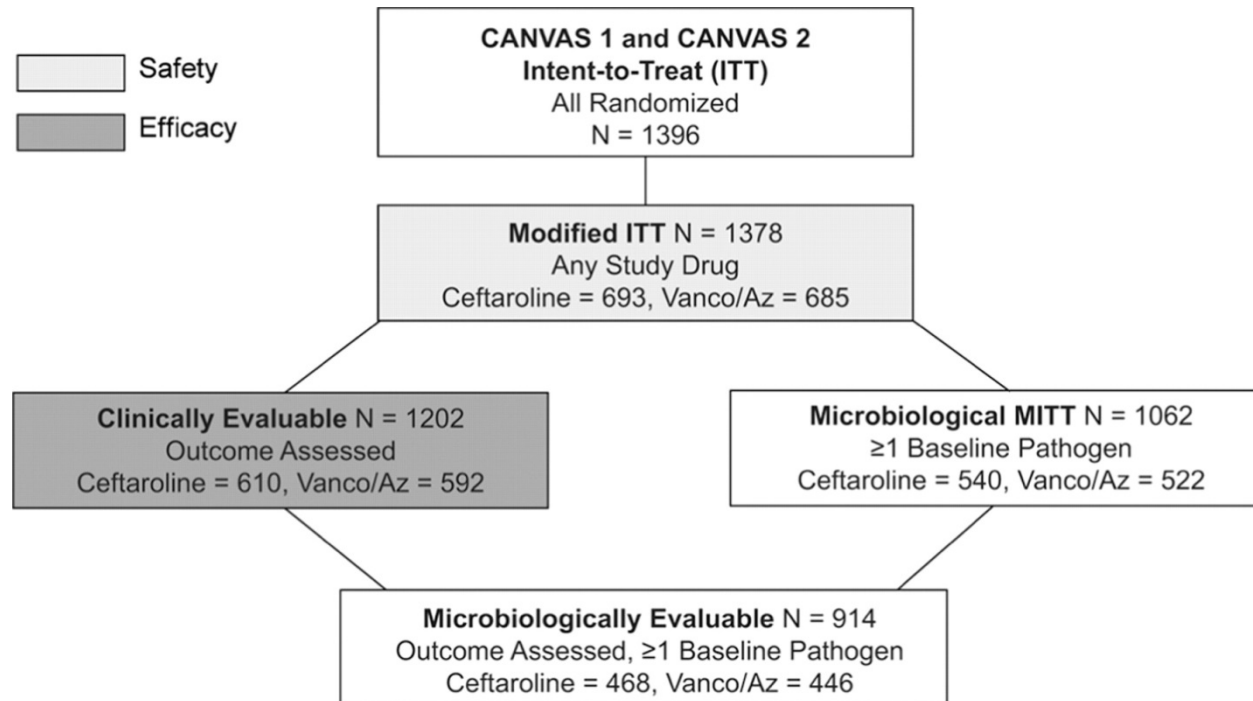 Safety
Efficacy
CANVAS 1 and CANVAS 2
Intent-to-Treat (ITT)
All Randomized
N = 1396
Modified ITT N = 1378
Any Study Drug
Ceftaroline = 693, Vanco/Az = 685
Clinically Evaluable N = 1202
Outcome Assessed
Ceftaroline = 610, Vanco/Az = 592
Microbiological MITT N = 1062
≥1 Baseline Pathogen
Ceftaroline = 540, Vanco/Az = 522
Microbiologically Evaluable N = 914
Outcome Assessed, ≥1 Baseline Pathogen
Ceftaroline = 468, Vanco/Az = 446